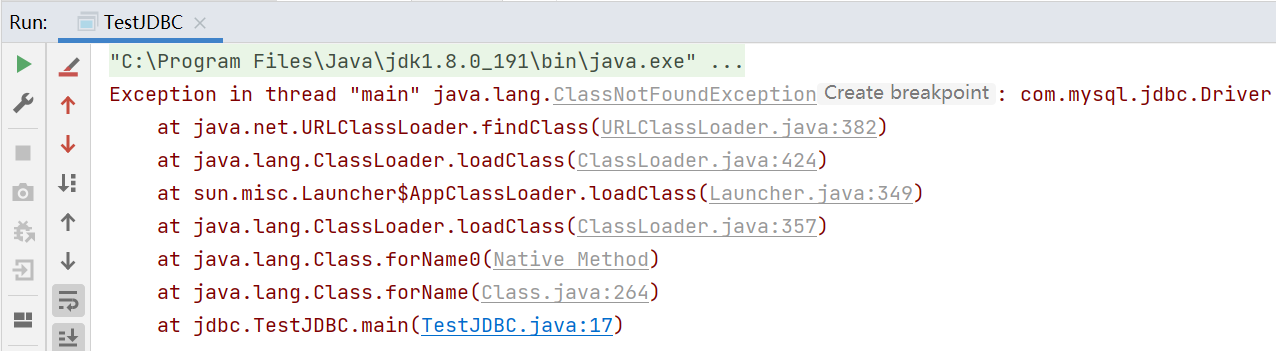 Run: TestJDBC
"C:\Program Files\Java\jdk1.8.0_191\bin\java.exe" ...
Exception in thread "main" java.lang.ClassNotFoundException Create breakpoint : com.mysql.jdbc.Driver
at java.net.URLClassLoader.findClass(URLClassLoader.java:382)
at java.lang.ClassLoader.loadClass(ClassLoader.java:424)
at sun.misc.Launcher$AppClassLoader.loadClass(Launcher.java:349)
at java.lang.ClassLoader.loadClass(ClassLoader.java:357)
at java.lang.Class.forName0(Native Method)
at java.lang.Class.forName(Class.java:264)
at jdbc.TestJDBC.main(TestJDBC.java:17)